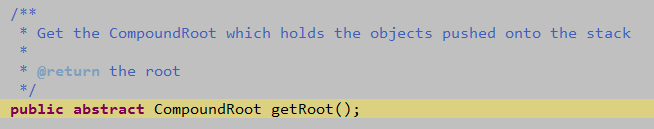 /**
 * Get the CompoundRoot which holds the objects pushed onto the stack
 *
 * @return the root
 */
public abstract CompoundRoot getRoot();